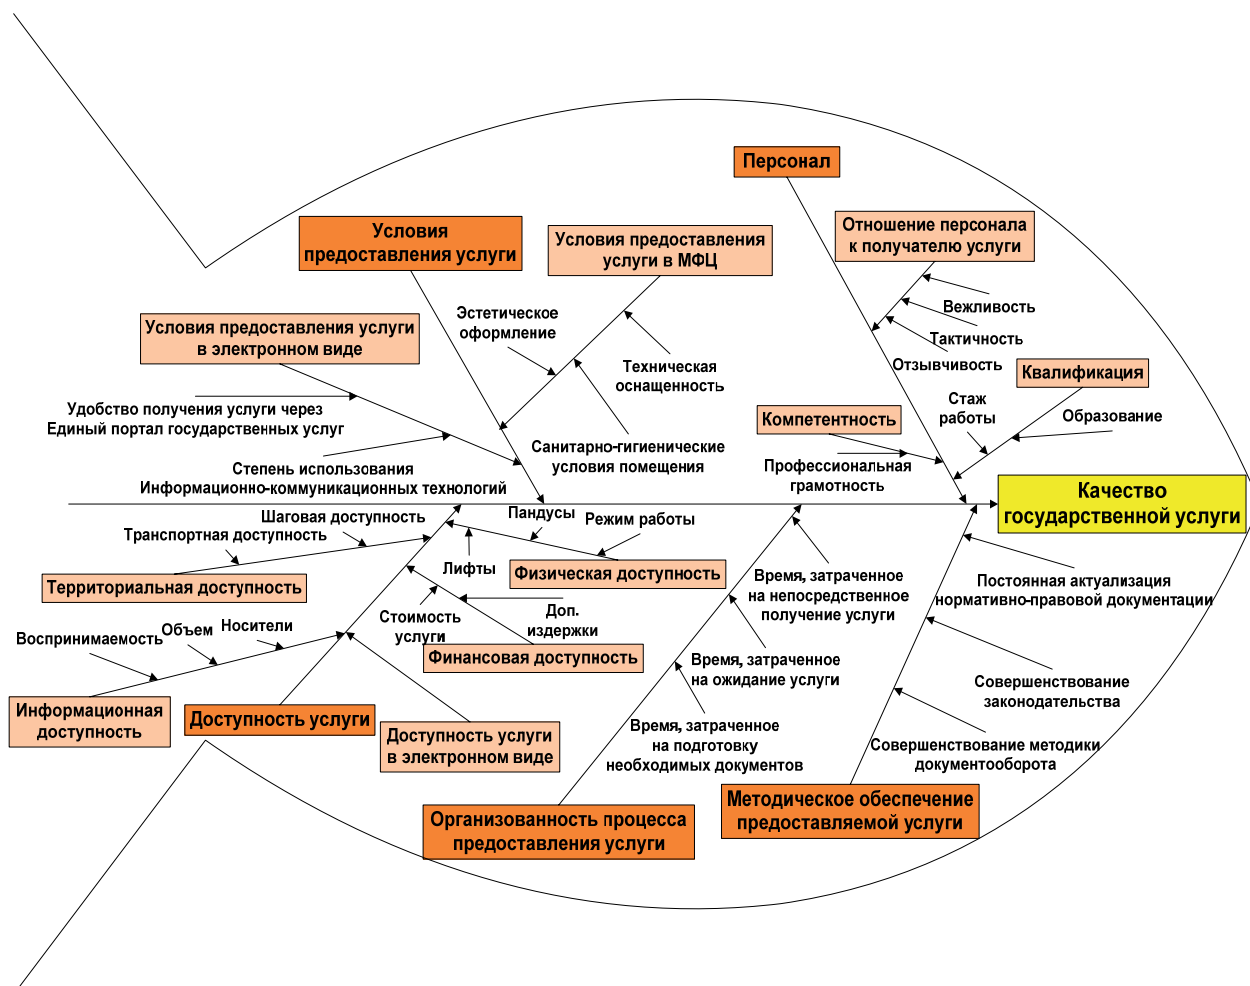 Персонал
Условия
предоставления услуги
Условия предоставления
услуги в МФЦ
Отношение персонала
к получателю услуги
Вежливость
Тактичность
Отзывчивость
Эстетическое
оформление
Условия предоставления услуги
в электронном виде
Техническая
оснащенность
Квалификация
Стаж
работы
Образование
Компетентность
Удобство получения услуги через
Единый портал государственных услуг
Санитарно-гигиенические
условия помещения
Профессиональная
грамотность
Степень использования
Информационно-коммуникационных технологий
Качество
государственной услуги
Шаговая доступность
Транспортная доступность
Пандусы
Режим работы
Территориальная доступность
Лифты
Физическая доступность
Время, затраченное
на непосредственное
получение услуги
Постоянная актуализация
нормативно-правовой документации
Воспринимаемость
Объем
Носители
Стоимость
услуги
Доп.
издержки
Финансовая доступность
Время, затраченное
на ожидание услуги
Совершенствование
законодательства
Информационная
доступность
Доступность услуги
Доступность услуги
в электронном виде
Время, затраченное
на подготовку
необходимых документов
Совершенствование методики
документооборота
Организованность процесса
предоставления услуги
Методическое обеспечение
предоставляемой услуги